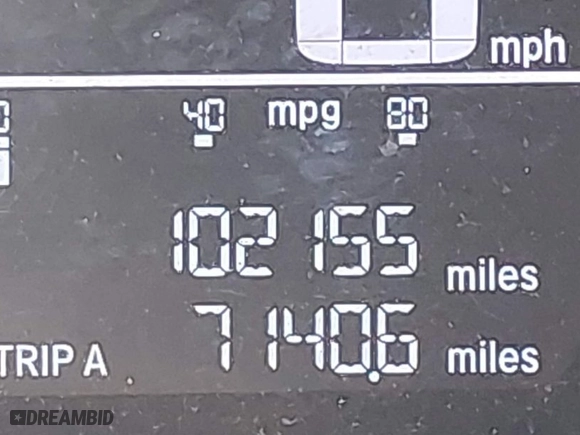 mph
40 mpg 80
102155 miles
TRIP A 7140.6 miles
DREAMBID